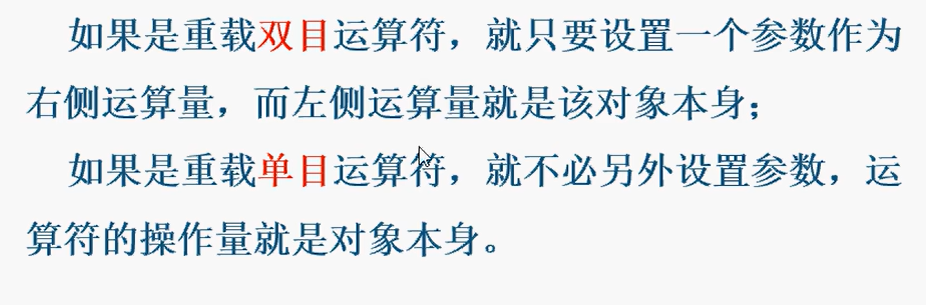 如果是重载双目运算符，就只要设置一个参数作为
右侧运算量，而左侧运算量就是该对象本身；
如果是重载单目运算符，就不必另外设置参数，运
算符的操作量就是对象本身。